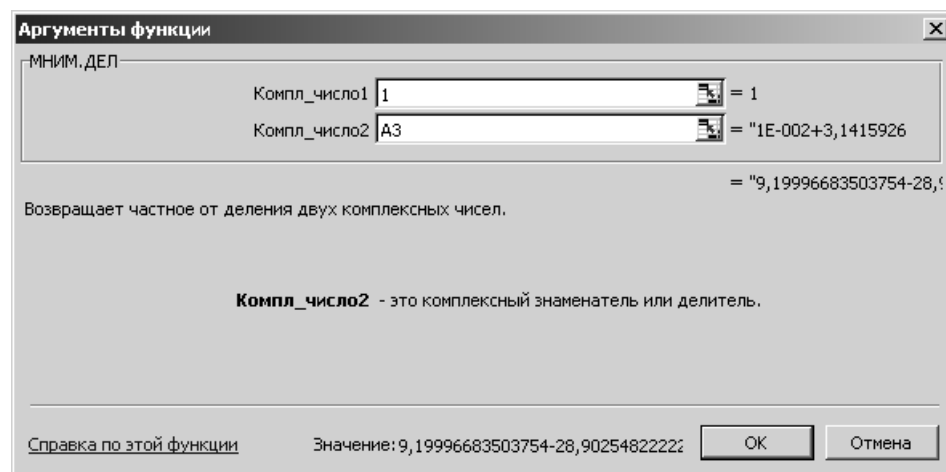 Аргументы функции
МНИМ.ДЕЛ
Компл_число1 1 = 1
Компл_число2 A3 = "1E-002+3,1415926
= "9,19996683503754-28,9
Возвращает частное от деления двух комплексных чисел.
Компл_число2 - это комплексный знаменатель или делитель.
Справка по этой функции Значение:9,19996683503754-28,90254822222 OK Отмена